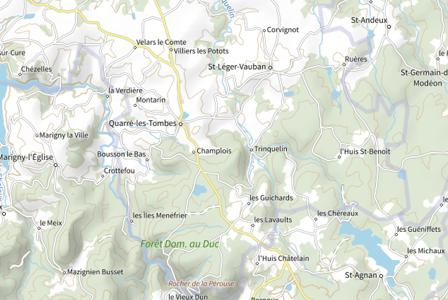 Corvignot
St-Andeux
Velars le Comte
Villiers les Potots
sur-Cure
Chézelles
St-Léger-Vauban
Ruères
St-Germain-d
Modéon
la Verdière
Montarin
Quarré-les-Tombes
Marigny la Ville
Champlois
Trinquelin
l'Huis St-Benoit
Bousson le Bas
Marigny-l'Église
Crottefou
les Guichards
les Îles Menéfrier
les Chéreaux
le Meix
les Lavaults
les Guéniffets
Forêt Dom. au Duc
les Michaux
l'Huis Châtelain
Mazignien Busset
St-Agnan
Rocher de la Pérouse
le Vieux Dun